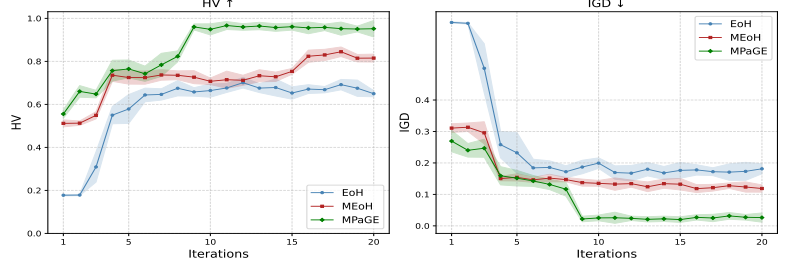 HV ↑
1.0
0.8
0.6
0.4
0.2
0.0
HV
1
5
10
15
20
Iterations
EoH
MEoH
MPaGE
IGD ↓
0.4
0.3
0.2
0.1
0.0
IGD
1
5
10
15
20
Iterations
EoH
MEoH
MPaGE